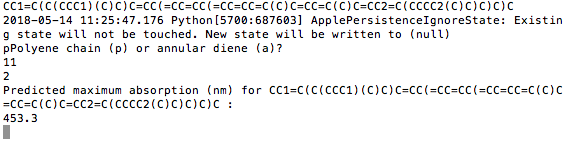 CC1=C(C(CCC1)(C)C)C=CC(=CC=CC(=CC=CC=C(C)C=CC=C(C)C=CC2=C(CCCC2(C)C)C)C)C
2018-05-14 11:25:47.176 Python[5700:687603] ApplePersistenceIgnoreState: Existin
g state will not be touched. New state will be written to (null)
pPolyene chain (p) or annular diene (a)?
11
2
Predicted maximum absorption (nm) for CC1=C(C(CCC1)(C)C)C=CC(=CC=CC(=CC=CC=C(C)C
=CC=C(C)C=CC2=C(CCCC2(C)C)C)C)C :
453.3